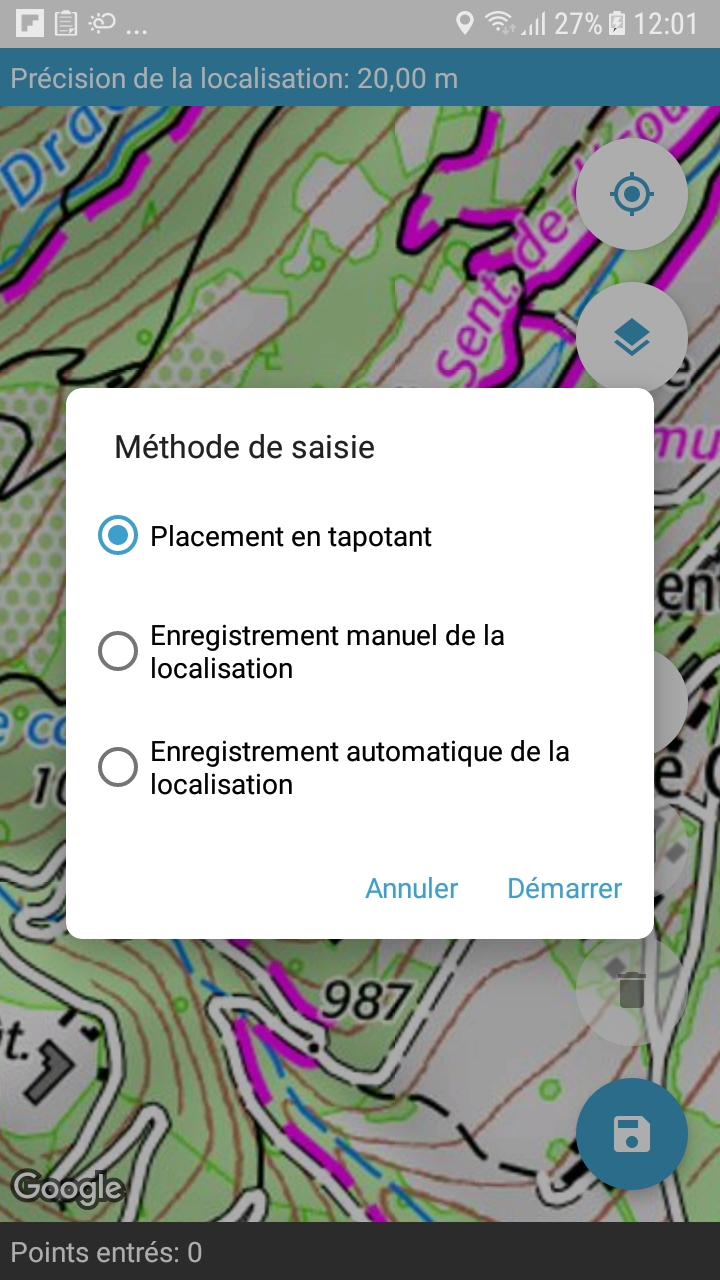 ... 27% 12:01
Précision de la localisation: 20,00 m
Drac
Sent. de
Méthode de saisie
Placement en tapotant
Enregistrement manuel de la
localisation
Enregistrement automatique de la
localisation
Annuler
Démarrer
987
Google
Points entrés: 0